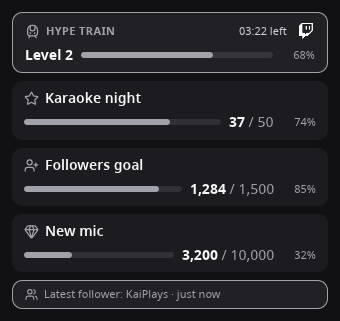 HYPE TRAIN 03:22 left
Level 2 68%
Karaoke night
37 / 50 74%
Followers goal
1,284 / 1,500 85%
New mic
3,200 / 10,000 32%
Latest follower: KaiPlays · just now